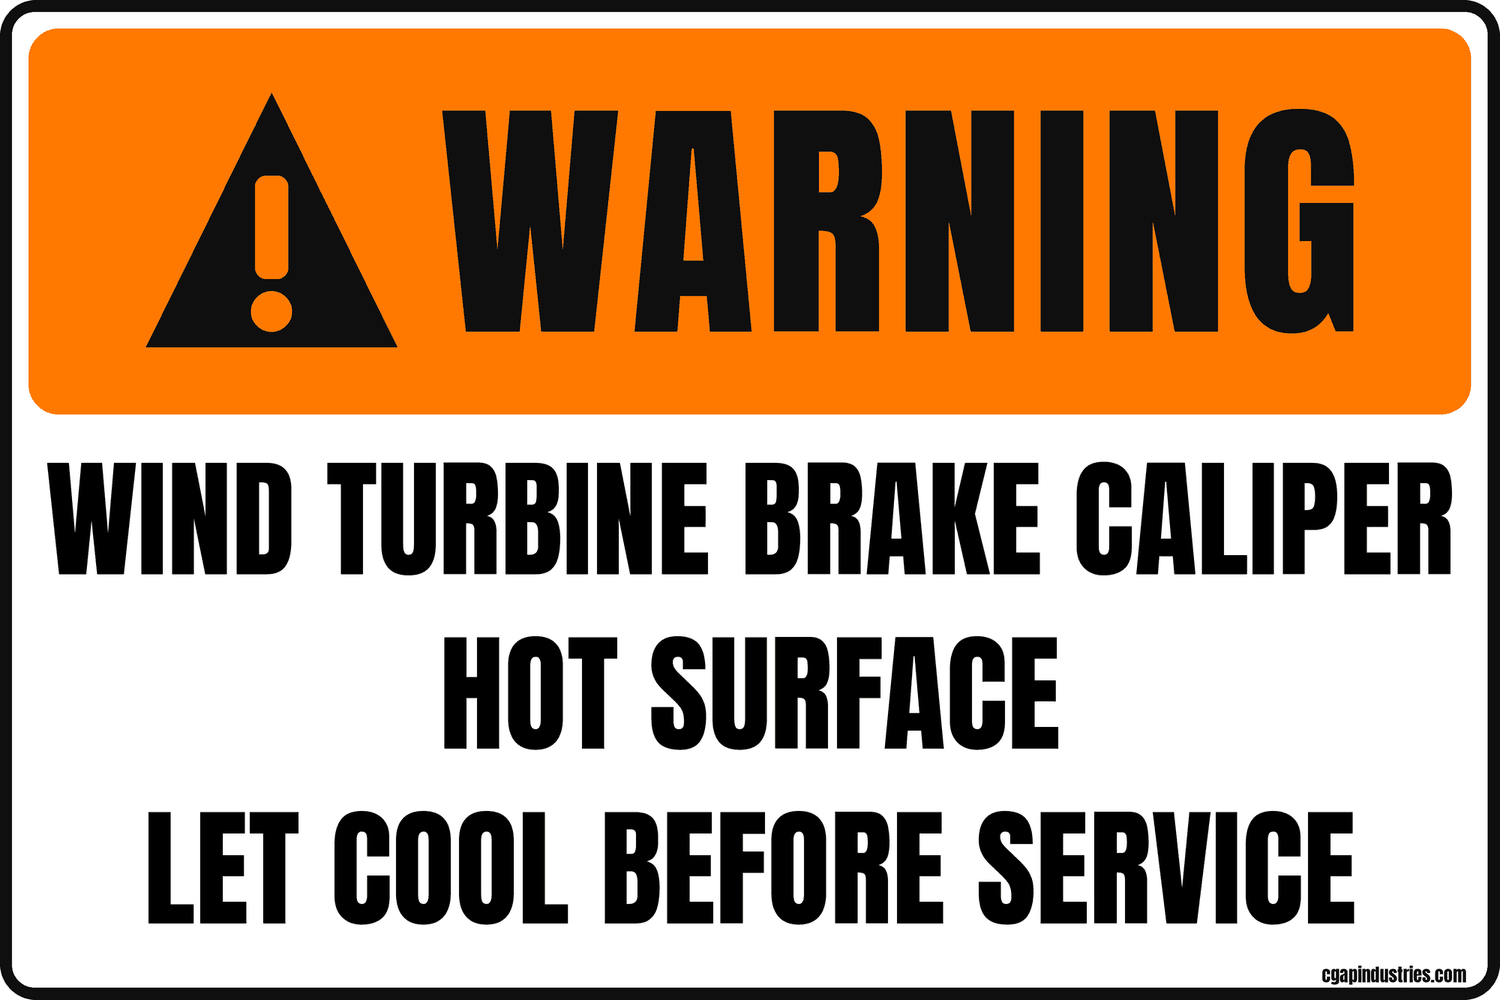 WARNING
WIND TURBINE BRAKE CALIPER
HOT SURFACE
LET COOL BEFORE SERVICE
cgapindustries.com